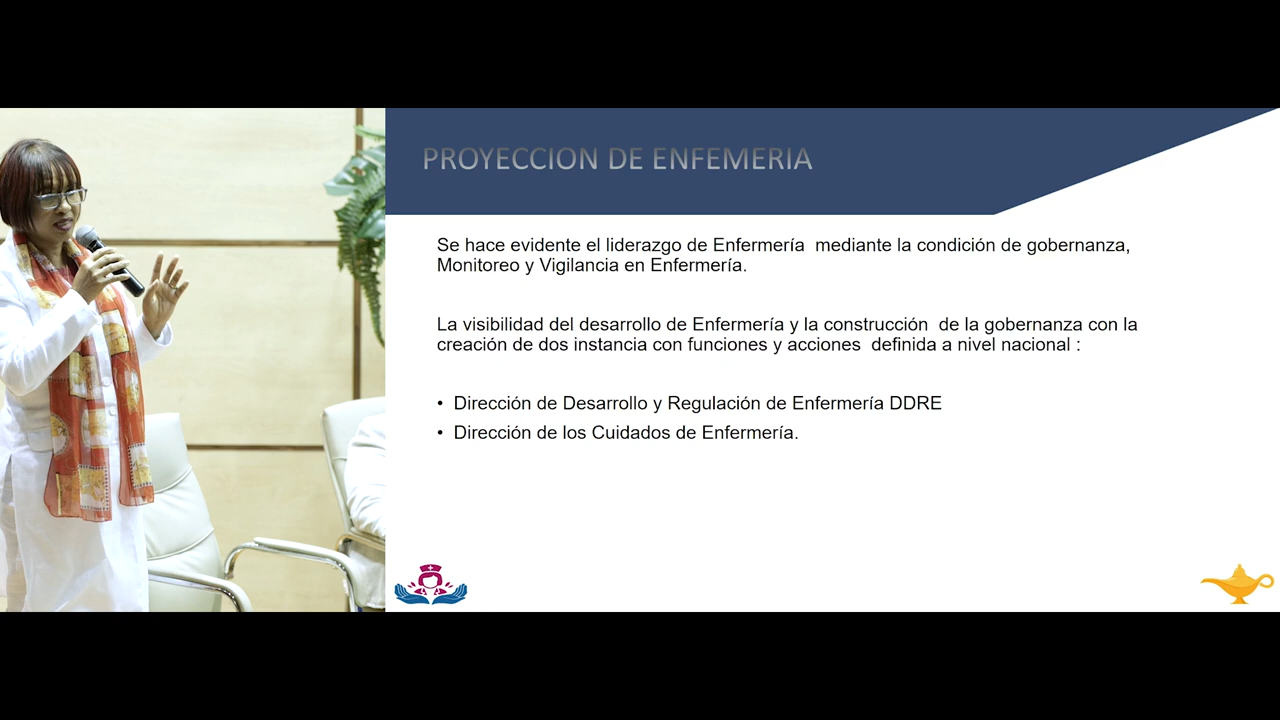 PROYECCION DE ENFEMERIA
Se hace evidente el liderazgo de Enfermería  mediante la condición de gobernanza,
Monitoreo y Vigilancia en Enfermería.
La visibilidad del desarrollo de Enfermería y la construcción  de la gobernanza con la
creación de dos instancia con funciones y acciones  definida a nivel nacional :
• Dirección de Desarrollo y Regulación de Enfermería DDRE
• Dirección de los Cuidados de Enfermería.